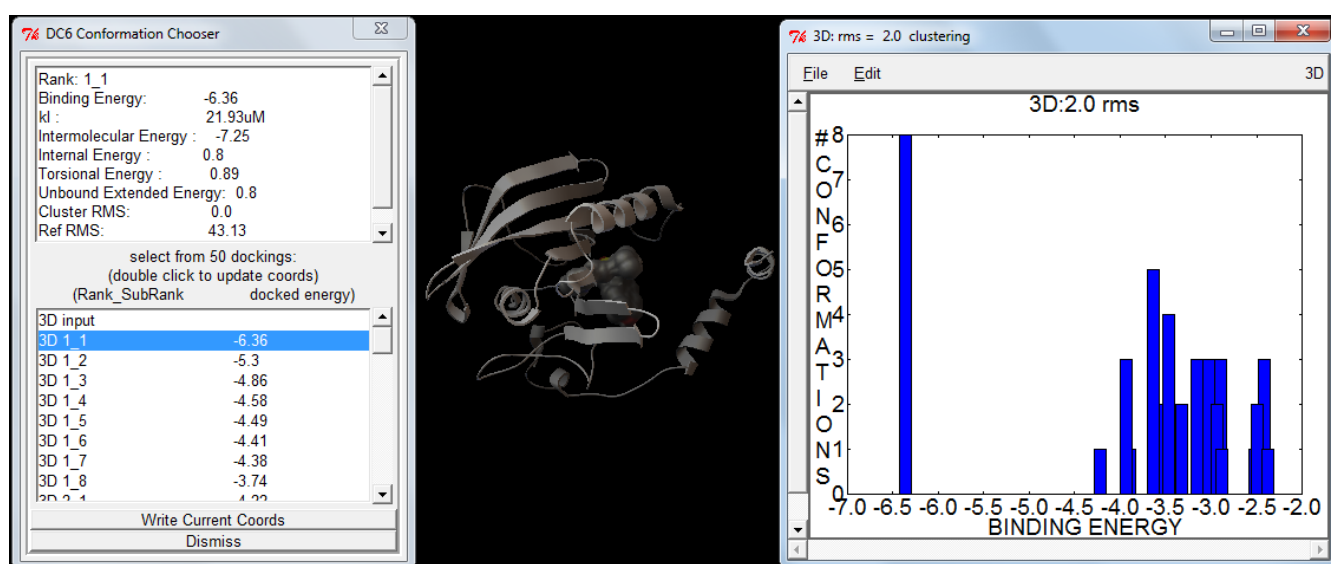 DC6 Conformation Chooser
Rank: 1_1
Binding Energy: -6.36
kI : 21.93uM
Intermolecular Energy : -7.25
Internal Energy : 0.8
Torsional Energy : 0.89
Unbound Extended Energy: 0.8
Cluster RMS: 0.0
Ref RMS: 43.13
select from 50 dockings:
(double click to update coords)
(Rank_SubRank docked energy)
3D input
3D 1_1 -6.36
3D 1_2 -5.3
3D 1_3 -4.86
3D 1_4 -4.58
3D 1_5 -4.49
3D 1_6 -4.41
3D 1_7 -4.38
3D 1_8 -3.74
3D 2_1 -4.22
Write Current Coords
Dismiss
3D: rms = 2.0 clustering
File Edit 3D
3D:2.0 rms
#CONFORMATIONS
8
7
6
5
4
3
2
1
0
-7.0 -6.5 -6.0 -5.5 -5.0 -4.5 -4.0 -3.5 -3.0 -2.5 -2.0
BINDING ENERGY